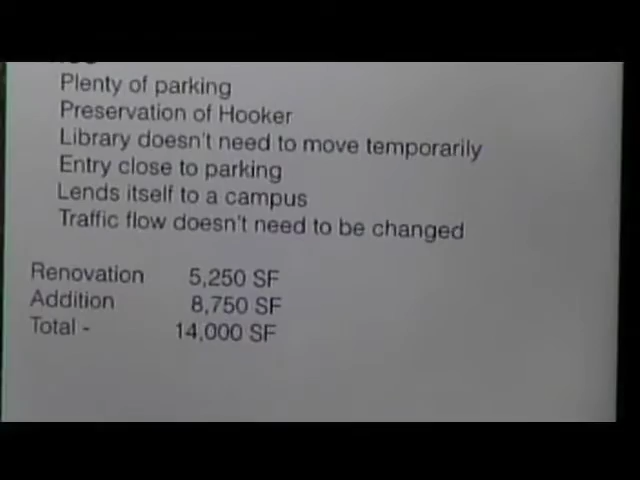 Plenty of parking
Preservation of Hooker
Library doesn't need to move temporarily
Entry close to parking
Lends itself to a campus
Traffic flow doesn't need to be changed
Renovation 5,250 SF
Addition 8,750 SF
Total - 14,000 SF